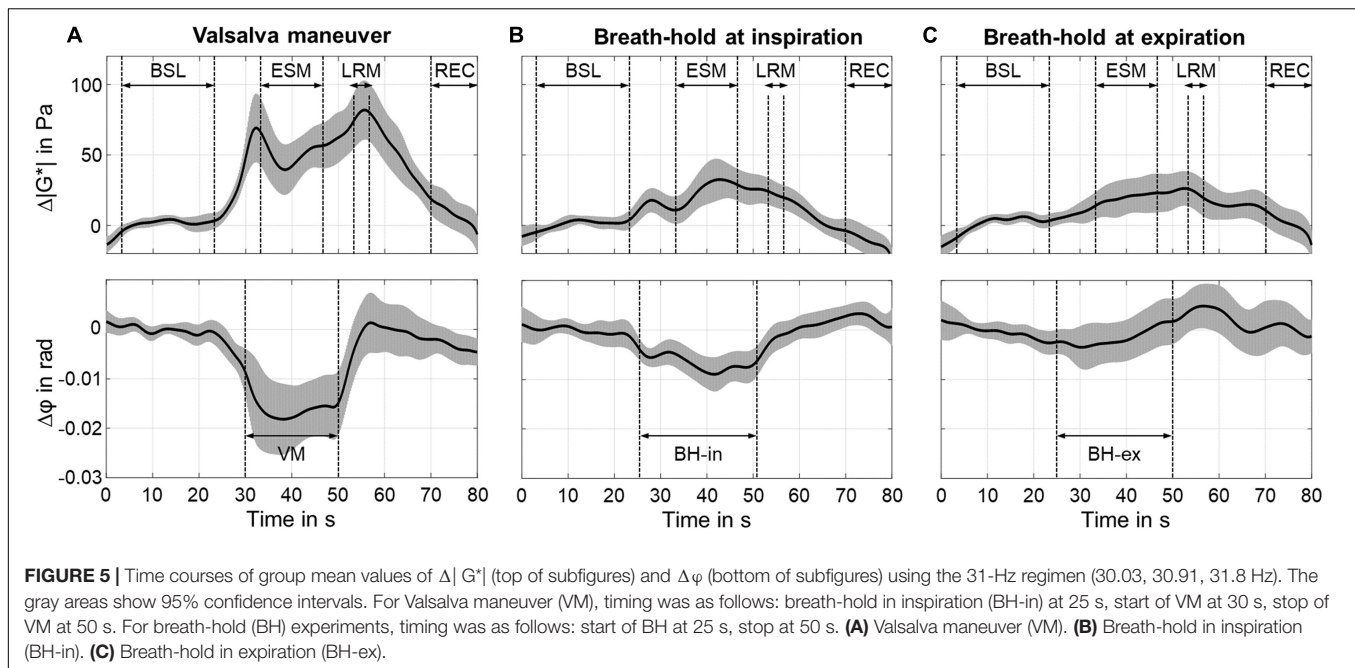 A Valsalva maneuver
B Breath-hold at inspiration
C Breath-hold at expiration
BSL ESM LRM REC
BSL ESM LRM REC
BSL ESM LRM REC
Δ|G*| in Pa
100
50
0
Δφ in rad
0
-0.01
-0.02
-0.03
VM
BH-in
BH-ex
0 10 20 30 40 50 60 70 80
0 10 20 30 40 50 60 70 80
0 10 20 30 40 50 60 70 80
Time in s
Time in s
Time in s
FIGURE 5 | Time courses of group mean values of Δ| G*| (top of subfigures) and Δφ (bottom of subfigures) using the 31-Hz regimen (30.03, 30.91, 31.8 Hz). The
gray areas show 95% confidence intervals. For Valsalva maneuver (VM), timing was as follows: breath-hold in inspiration (BH-in) at 25 s, start of VM at 30 s, stop of
VM at 50 s. For breath-hold (BH) experiments, timing was as follows: start of BH at 25 s, stop at 50 s. (A) Valsalva maneuver (VM). (B) Breath-hold in inspiration
(BH-in). (C) Breath-hold in expiration (BH-ex).